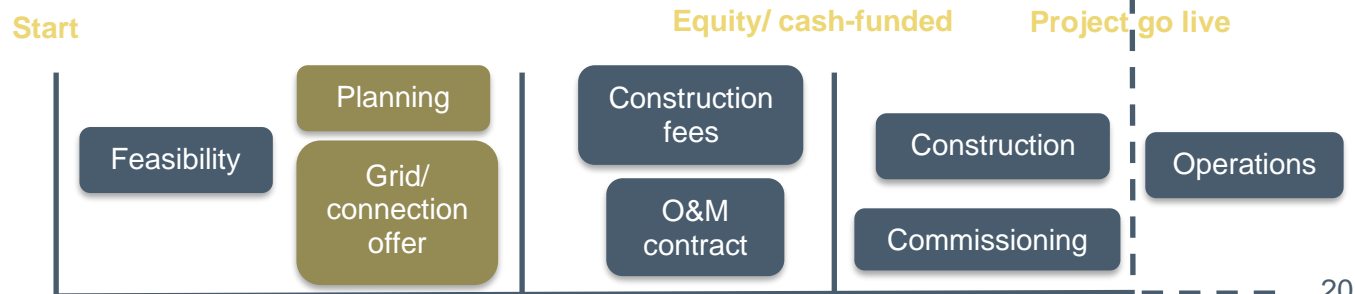 Start
Equity/ cash-funded
Project go live
Feasibility
Planning
Grid/
connection
offer
Construction
fees
O&M
contract
Construction
Commissioning
Operations
20